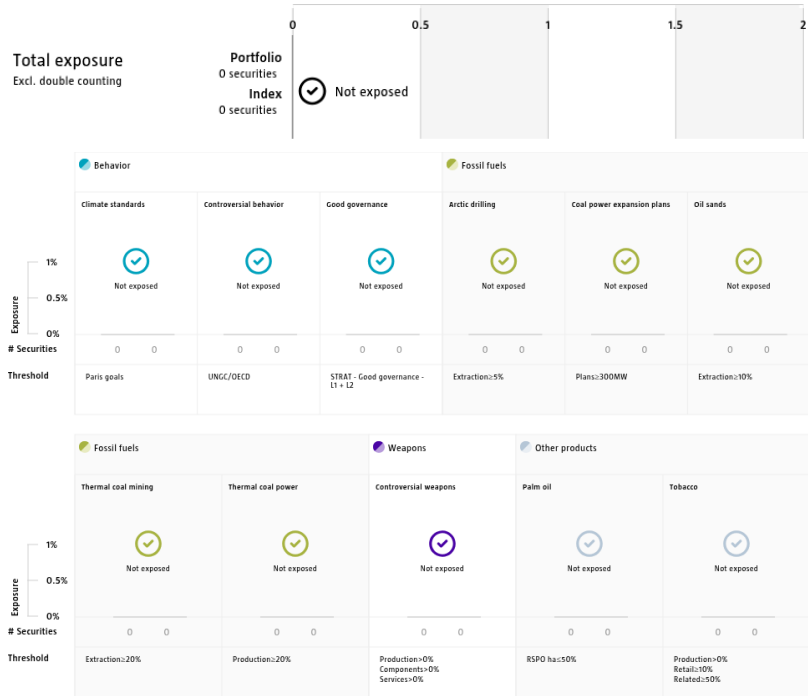 0 0.5 1 1.5 2
Total exposure
Excl. double counting
Portfolio
0 securities
Index
0 securities
Not exposed
Behavior
Fossil fuels
Climate standards
Controversial behavior
Good governance
Arctic drilling
Coal power expansion plans
Oil sands
Exposure
1%
0.5%
0%
Not exposed
Not exposed
Not exposed
Not exposed
Not exposed
Not exposed
# Securities
0 0
0 0
0 0
0 0
0 0
0 0
Threshold
Paris goals
UNGC/OECD
STRAT - Good governance -
L1 + L2
Extraction≥5%
Plans≥300MW
Extraction≥10%
Fossil fuels
Weapons
Other products
Thermal coal mining
Thermal coal power
Controversial weapons
Palm oil
Tobacco
Exposure
1%
0.5%
0%
Not exposed
Not exposed
Not exposed
Not exposed
Not exposed
# Securities
0 0
0 0
0 0
0 0
0 0
Threshold
Extraction≥20%
Production≥20%
Production>0%
Components>0%
Services>0%
RSPO ha≤50%
Production>0%
Retail≥10%
Related≥50%